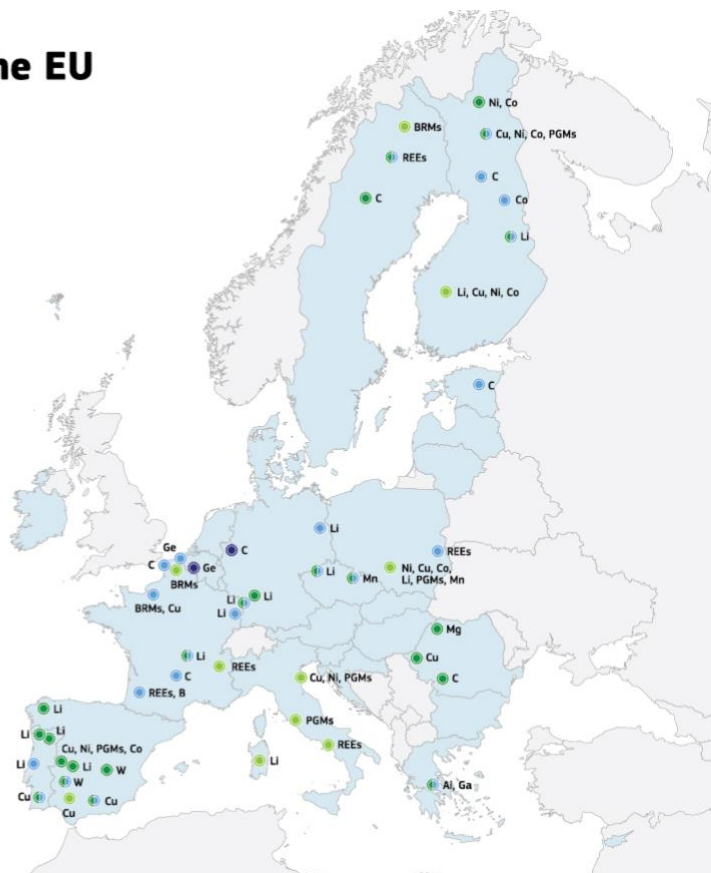 he EU
Ni, Co
BRMs
Cu, Ni, Co, PGMs
REEs
C
C
Co
Li
Li, Cu, Ni, Co
C
Li
Ge
C
REEs
C
Ge
Ni, Cu, Co,
Li, PGMs, Mn
Li
Mn
BRMs
Li
Li
BRMs, Cu
Li
Mg
Li
Cu
REEs
C
Cu, Ni, PGMs
C
REEs, B
Li
PGMs
Li
Li
REEs
Cu, Ni, PGMs, Co
Li
Li
W
Li
W
Ai, Ga
Cu
Cu
Cu